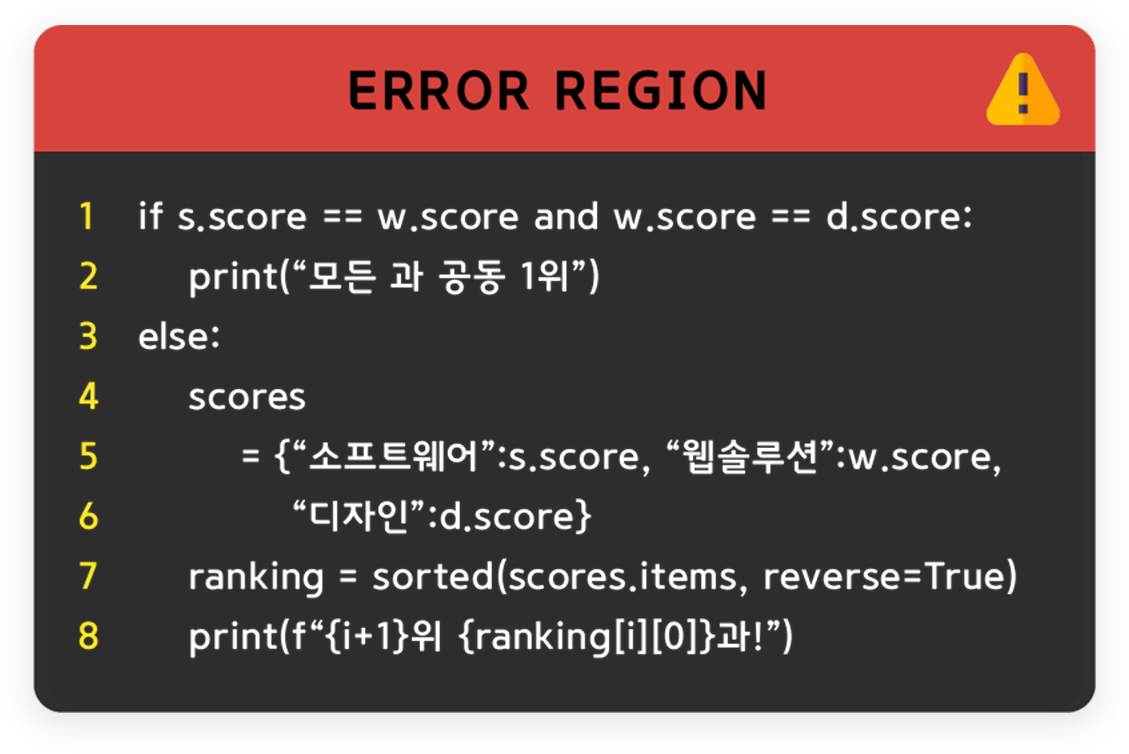 ERROR REGION
1 if s.score == w.score and w.score == d.score:
2 print(“모든 과 공동 1위”)
3 else:
4 scores
5 = {“소프트웨어”:s.score, “웹솔루션”:w.score,
6 “디자인”:d.score}
7 ranking = sorted(scores.items, reverse=True)
8 print(f“{i+1}위 {ranking[i][0]}과!”)